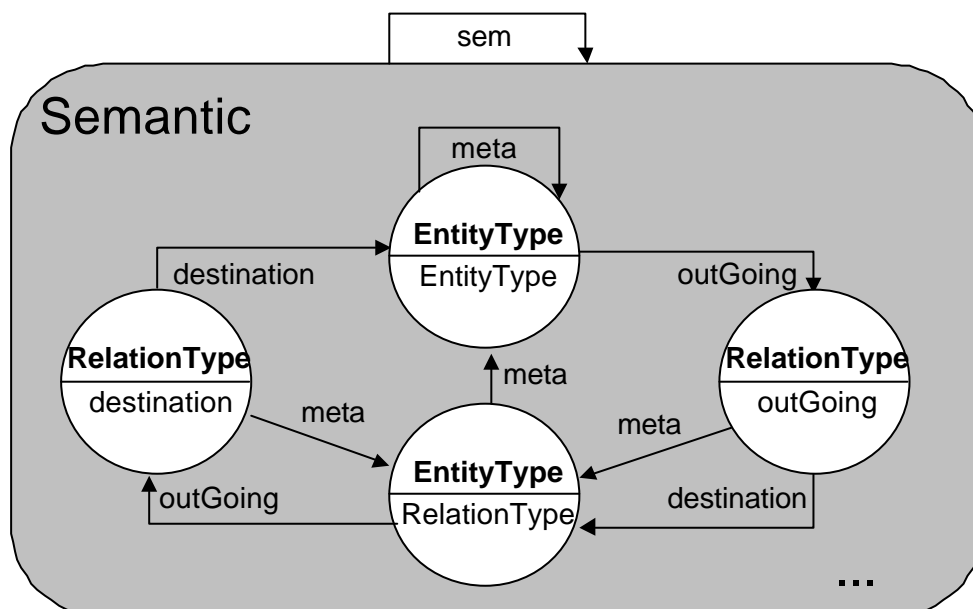 sem
Semantic
meta
EntityType
EntityType
destination
outGoing
RelationType
destination
RelationType
outGoing
meta
meta
meta
EntityType
RelationType
outGoing
destination
...